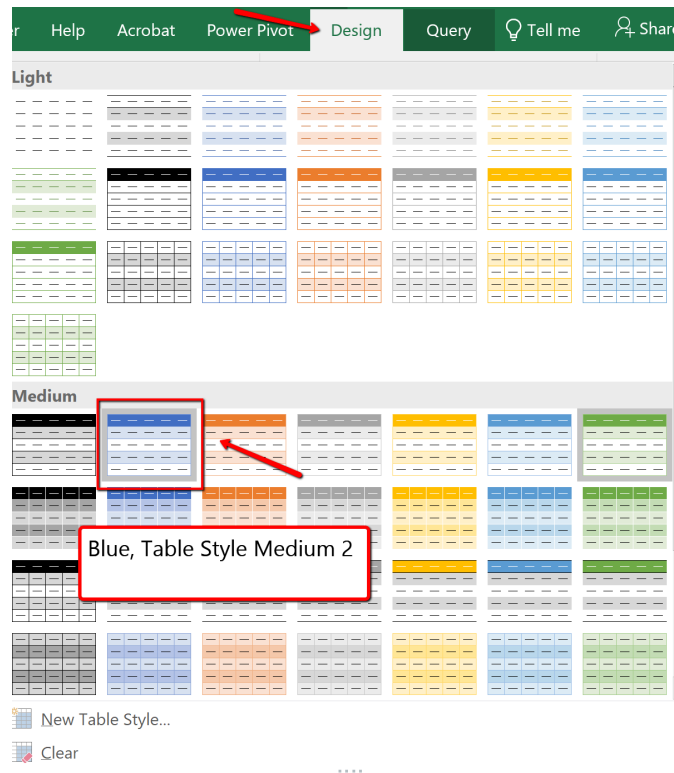 r Help Acrobat Power Pivot Design Query Tell me Shar
Light
Medium
Blue, Table Style Medium 2
New Table Style...
Clear